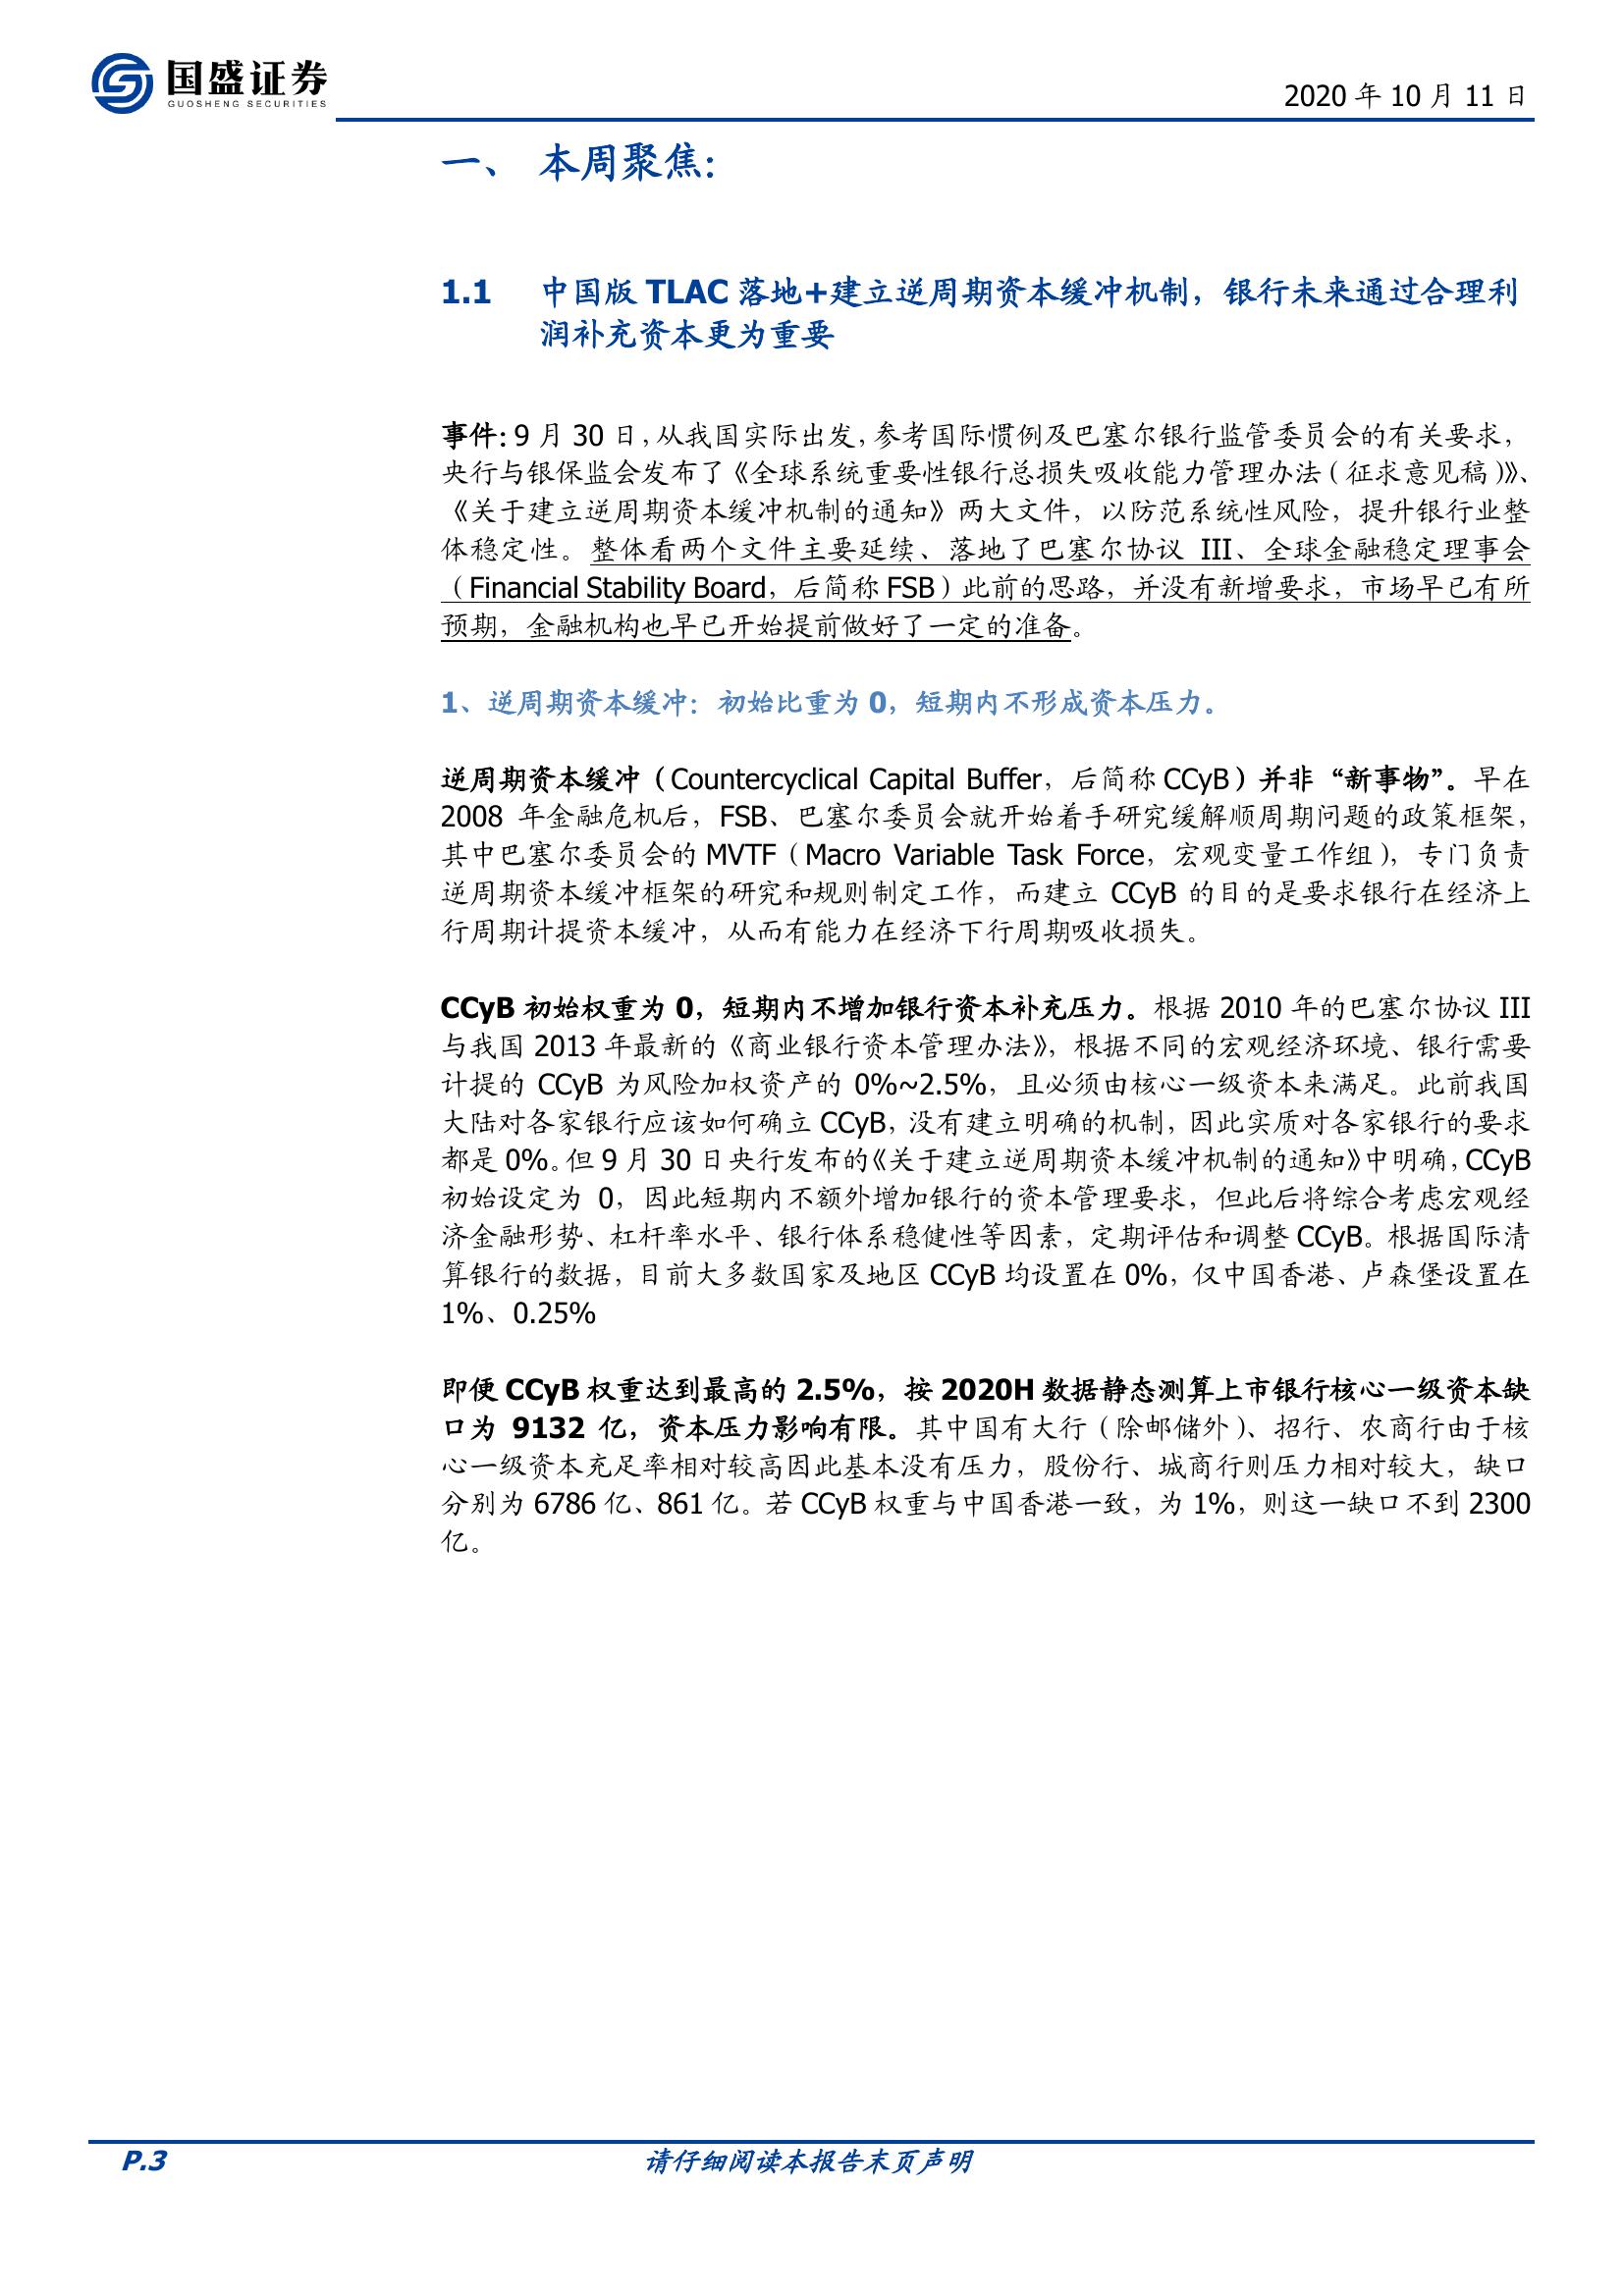 国盛证券
GUOSHENG SECURITIES
2020 年 10 月 11 日
一、 本周聚焦：
1.1 中国版 TLAC 落地+建立逆周期资本缓冲机制，银行未来通过合理利
润补充资本更为重要
事件：9 月 30 日，从我国实际出发，参考国际惯例及巴塞尔银行监管委员会的有关要求，
央行与银保监会发布了《全球系统重要性银行总损失吸收能力管理办法（征求意见稿）》、
《关于建立逆周期资本缓冲机制的通知》两大文件，以防范系统性风险，提升银行业整
体稳定性。整体看两个文件主要延续、落地了巴塞尔协议 III、全球金融稳定理事会
（Financial Stability Board，后简称 FSB）此前的思路，并没有新增要求，市场早已有所
预期，金融机构也早已开始提前做好了一定的准备。
1、逆周期资本缓冲：初始比重为 0，短期内不形成资本压力。
逆周期资本缓冲（Countercyclical Capital Buffer，后简称 CCyB）并非“新事物”。早在
2008 年金融危机后，FSB、巴塞尔委员会就开始着手研究缓解顺周期问题的政策框架，
其中巴塞尔委员会的 MVTF（Macro Variable Task Force，宏观变量工作组），专门负责
逆周期资本缓冲框架的研究和规则制定工作，而建立 CCyB 的目的是要求银行在经济上
行周期计提资本缓冲，从而有能力在经济下行周期吸收损失。
CCyB 初始权重为 0，短期内不增加银行资本补充压力。根据 2010 年的巴塞尔协议 III
与我国 2013 年最新的《商业银行资本管理办法》，根据不同的宏观经济环境、银行需要
计提的 CCyB 为风险加权资产的 0%~2.5%，且必须由核心一级资本来满足。此前我国
大陆对各家银行应该如何确立 CCyB，没有建立明确的机制，因此实质对各家银行的要求
都是 0%。但 9 月 30 日央行发布的《关于建立逆周期资本缓冲机制的通知》中明确，CCyB
初始设定为 0，因此短期内不额外增加银行的资本管理要求，但此后将综合考虑宏观经
济金融形势、杠杆率水平、银行体系稳健性等因素，定期评估和调整 CCyB。根据国际清
算银行的数据，目前大多数国家及地区 CCyB 均设置在 0%，仅中国香港、卢森堡设置在
1%、0.25%
即便 CCyB 权重达到最高的 2.5%，按 2020H 数据静态测算上市银行核心一级资本缺
口为 9132 亿，资本压力影响有限。其中国有大行（除邮储外）、招行、农商行由于核
心一级资本充足率相对较高因此基本没有压力，股份行、城商行则压力相对较大，缺口
分别为 6786 亿、861 亿。若 CCyB 权重与中国香港一致，为 1%，则这一缺口不到 2300
亿。
P.3 请仔细阅读本报告末页声明